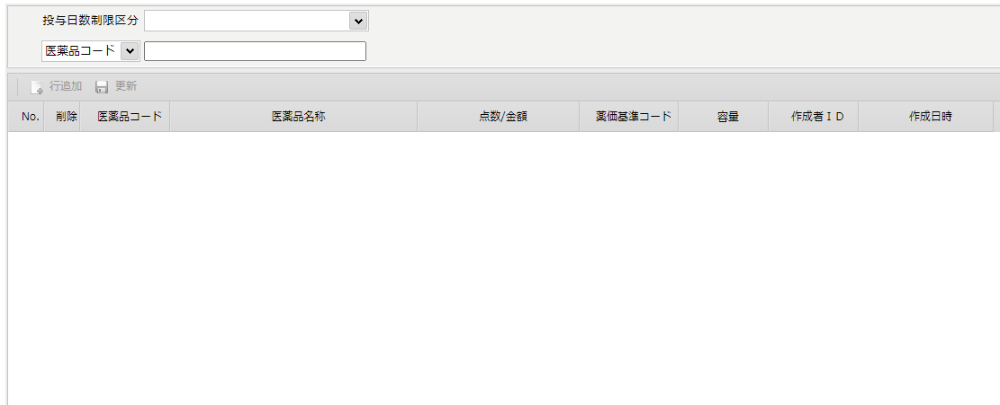 投与日数制限区分
医薬品コード
行追加 更新
No. 削除 医薬品コード 医薬品名称 点数/金額 薬価基準コード 容量 作成者ＩＤ 作成日時